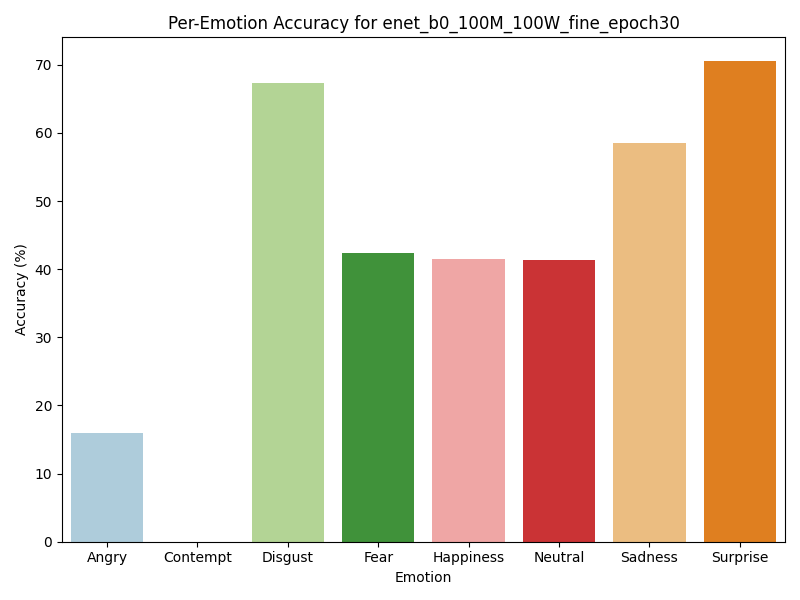 Per-Emotion Accuracy for enet_b0_100M_100W_fine_epoch30
Accuracy (%)
70
60
50
40
30
20
10
0
Angry Contempt Disgust Fear Happiness Neutral Sadness Surprise
Emotion